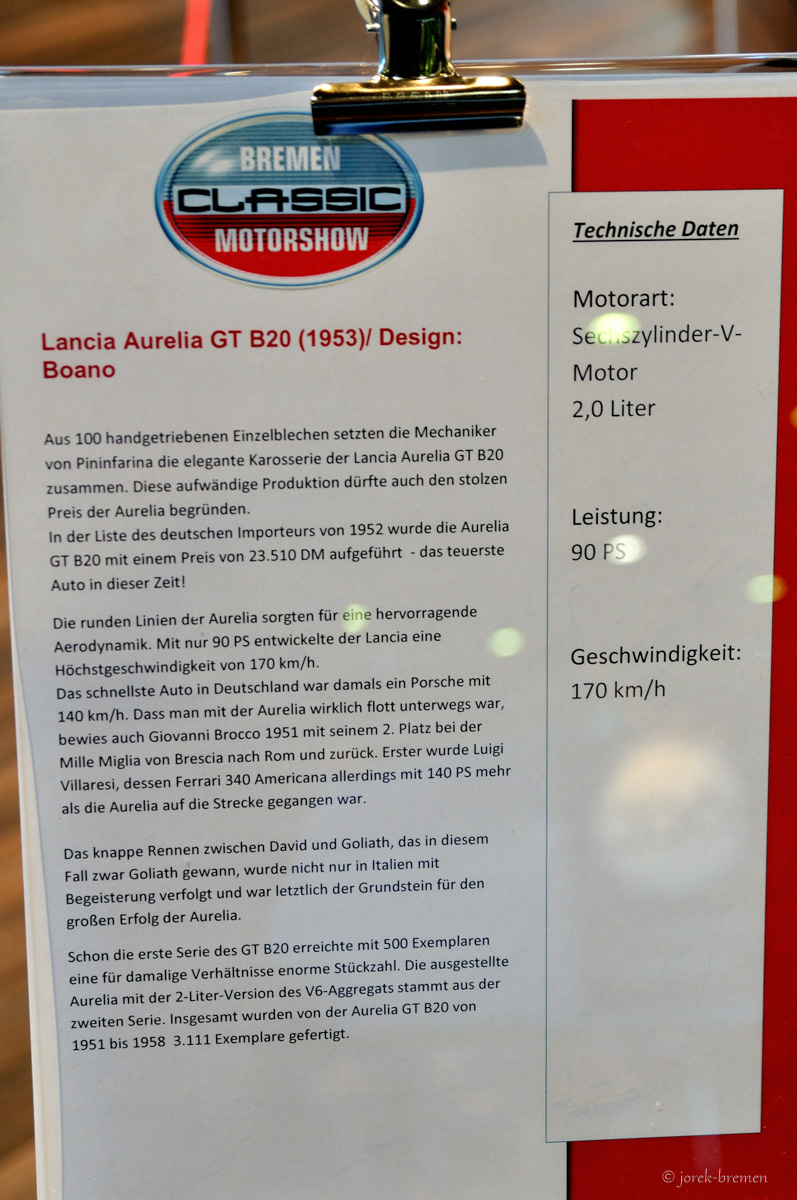 BREMEN
CLASSIC
MOTORSHOW
Lancia Aurelia GT B20 (1953)/ Design:
Boano
Aus 100 handgetriebenen Einzelblechen setzten die Mechaniker
von Pininfarina die elegante Karosserie der Lancia Aurelia GT B20
zusammen. Diese aufwändige Produktion dürfte auch den stolzen
Preis der Aurelia begründen.
In der Liste des deutschen Importeurs von 1952 wurde die Aurelia
GT B20 mit einem Preis von 23.510 DM aufgeführt - das teuerste
Auto in dieser Zeit!
Die runden Linien der Aurelia sorgten für eine hervorragende
Aerodynamik. Mit nur 90 PS entwickelte der Lancia eine
Höchstgeschwindigkeit von 170 km/h.
Das schnellste Auto in Deutschland war damals ein Porsche mit
140 km/h. Dass man mit der Aurelia wirklich flott unterwegs war,
bewies auch Giovanni Brocco 1951 mit seinem 2. Platz bei der
Mille Miglia von Brescia nach Rom und zurück. Erster wurde Luigi
Villaresi, dessen Ferrari 340 Americana allerdings mit 140 PS mehr
als die Aurelia auf die Strecke gegangen war.
Das knappe Rennen zwischen David und Goliath, das in diesem
Fall zwar Goliath gewann, wurde nicht nur in Italien mit
Begeisterung verfolgt und war letztlich der Grundstein für den
großen Erfolg der Aurelia.
Schon die erste Serie des GT B20 erreichte mit 500 Exemplaren
eine für damalige Verhältnisse enorme Stückzahl. Die ausgestellte
Aurelia mit der 2-Liter-Version des V6-Aggregats stammt aus der
zweiten Serie. Insgesamt wurden von der Aurelia GT B20 von
1951 bis 1958 3.111 Exemplare gefertigt.
Technische Daten
Motorart:
Sechszylinder-V-
Motor
2,0 Liter
Leistung:
90 PS
Geschwindigkeit:
170 km/h
© jorek-bremen